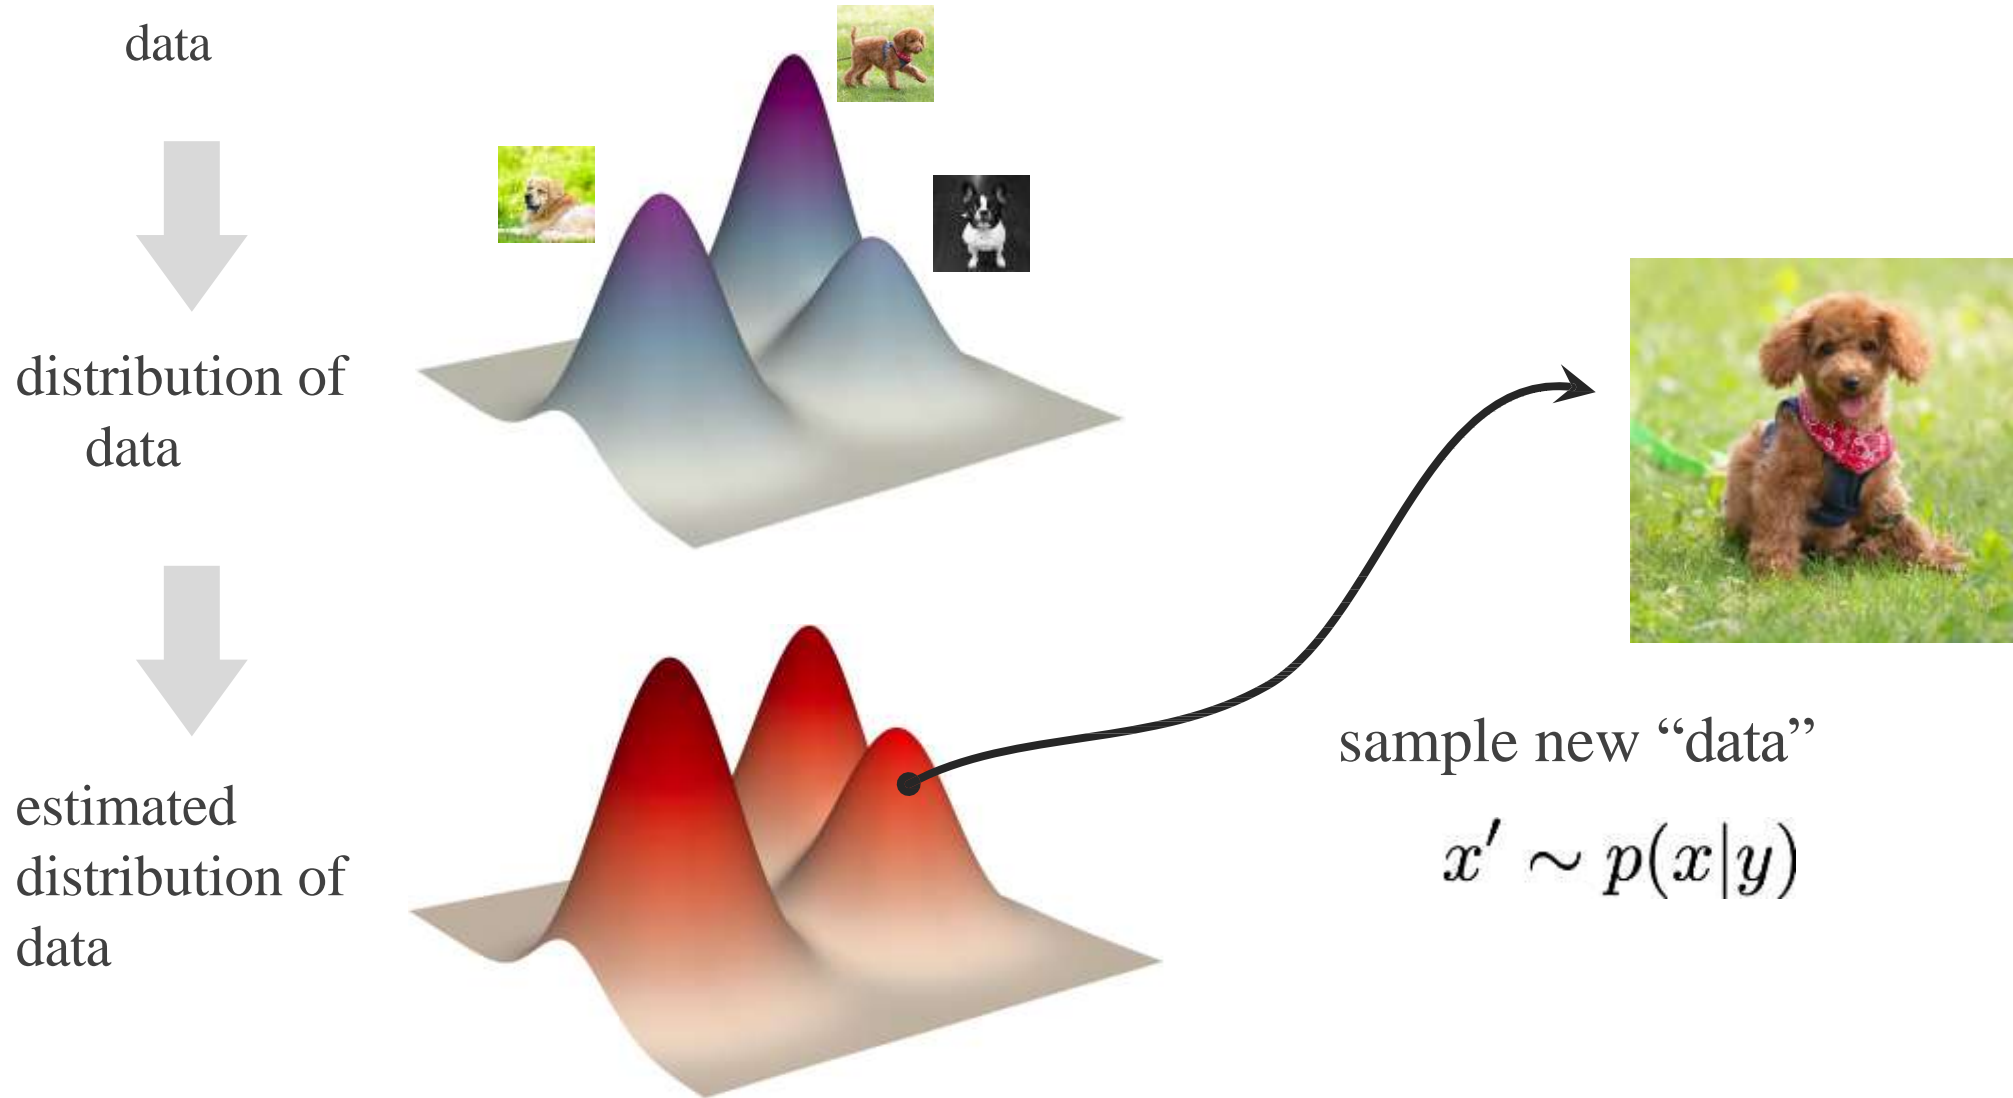 data
distribution of
data
estimated
distribution of
data
sample new “data”
x′ ∼ p(x|y)